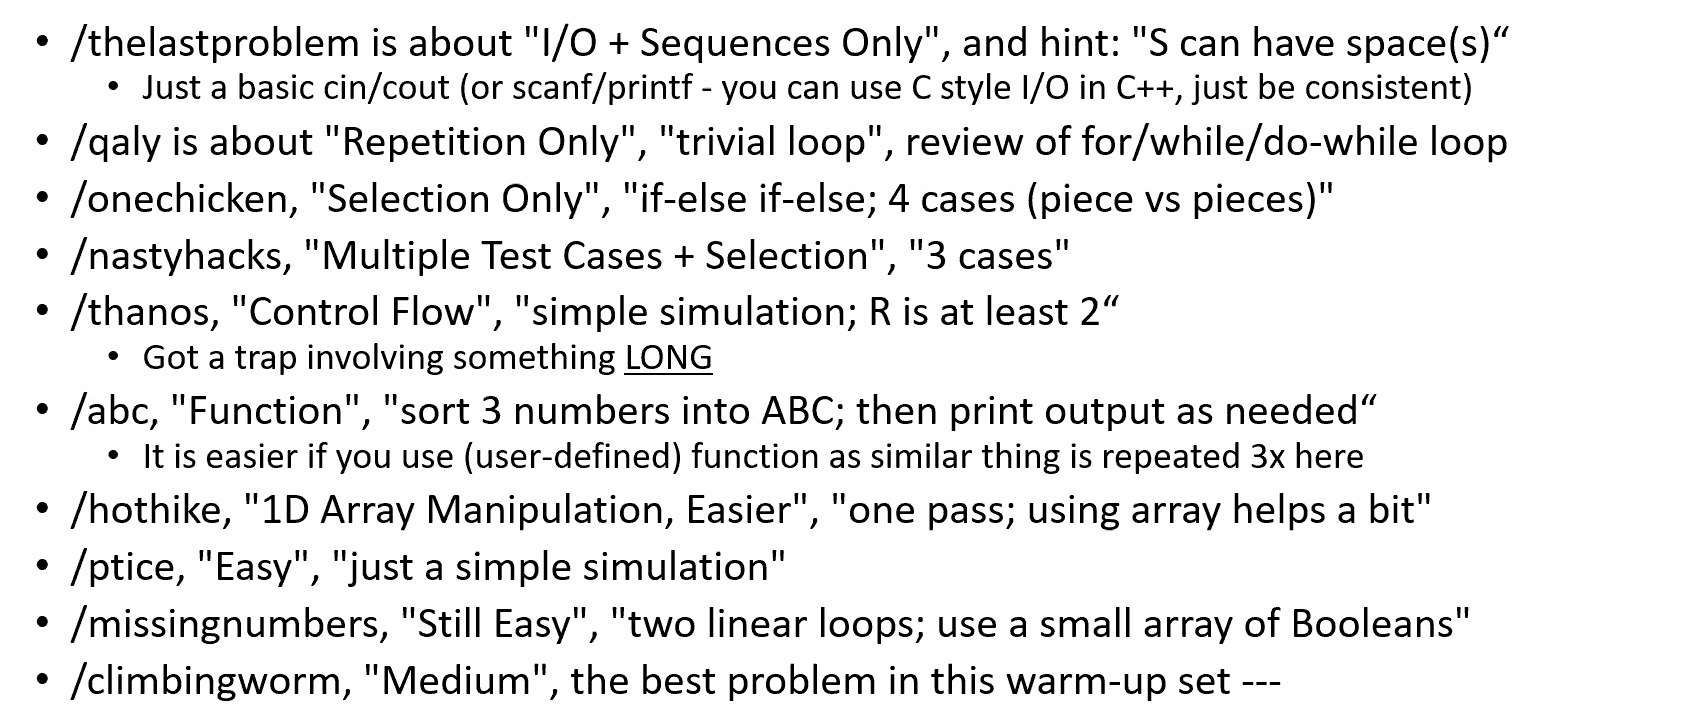 • /thelastproblem is about "I/O + Sequences Only", and hint: "S can have space(s)“
• Just a basic cin/cout (or scanf/printf - you can use C style I/O in C++, just be consistent)
• /qaly is about "Repetition Only", "trivial loop", review of for/while/do-while loop
• /onechicken, "Selection Only", "if-else if-else; 4 cases (piece vs pieces)"
• /nastyhacks, "Multiple Test Cases + Selection", "3 cases"
• /thanos, "Control Flow", "simple simulation; R is at least 2“
• Got a trap involving something LONG
• /abc, "Function", "sort 3 numbers into ABC; then print output as needed“
• It is easier if you use (user-defined) function as similar thing is repeated 3x here
• /hothike, "1D Array Manipulation, Easier", "one pass; using array helps a bit"
• /ptice, "Easy", "just a simple simulation"
• /missingnumbers, "Still Easy", "two linear loops; use a small array of Booleans"
• /climbingworm, "Medium", the best problem in this warm-up set ---